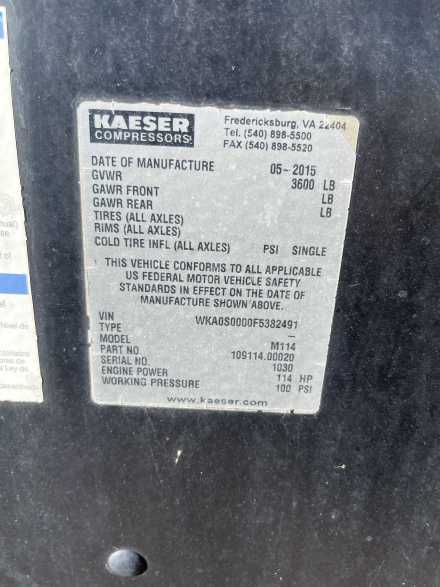 KAESER
COMPRESSORS
Fredericksburg, VA 22404
Tel. (540) 898-5500
FAX (540) 898-5520
DATE OF MANUFACTURE 05-2015
GVWR 3600 LB
GAWR FRONT LB
GAWR REAR LB
TIRES (ALL AXLES)
RIMS (ALL AXLES)
COLD TIRE INFL (ALL AXLES) PSI SINGLE
THIS VEHICLE CONFORMS TO ALL APPLICABLE
US FEDERAL MOTOR VEHICLE SAFETY
STANDARDS IN EFFECT ON THE DATE OF
MANUFACTURE SHOWN ABOVE.
VIN WKA0S0000F5382491
TYPE
MODEL M114
PART NO. 109114.00020
SERIAL NO. 1030
ENGINE POWER 114 HP
WORKING PRESSURE 100 PSI
www.kaeser.com